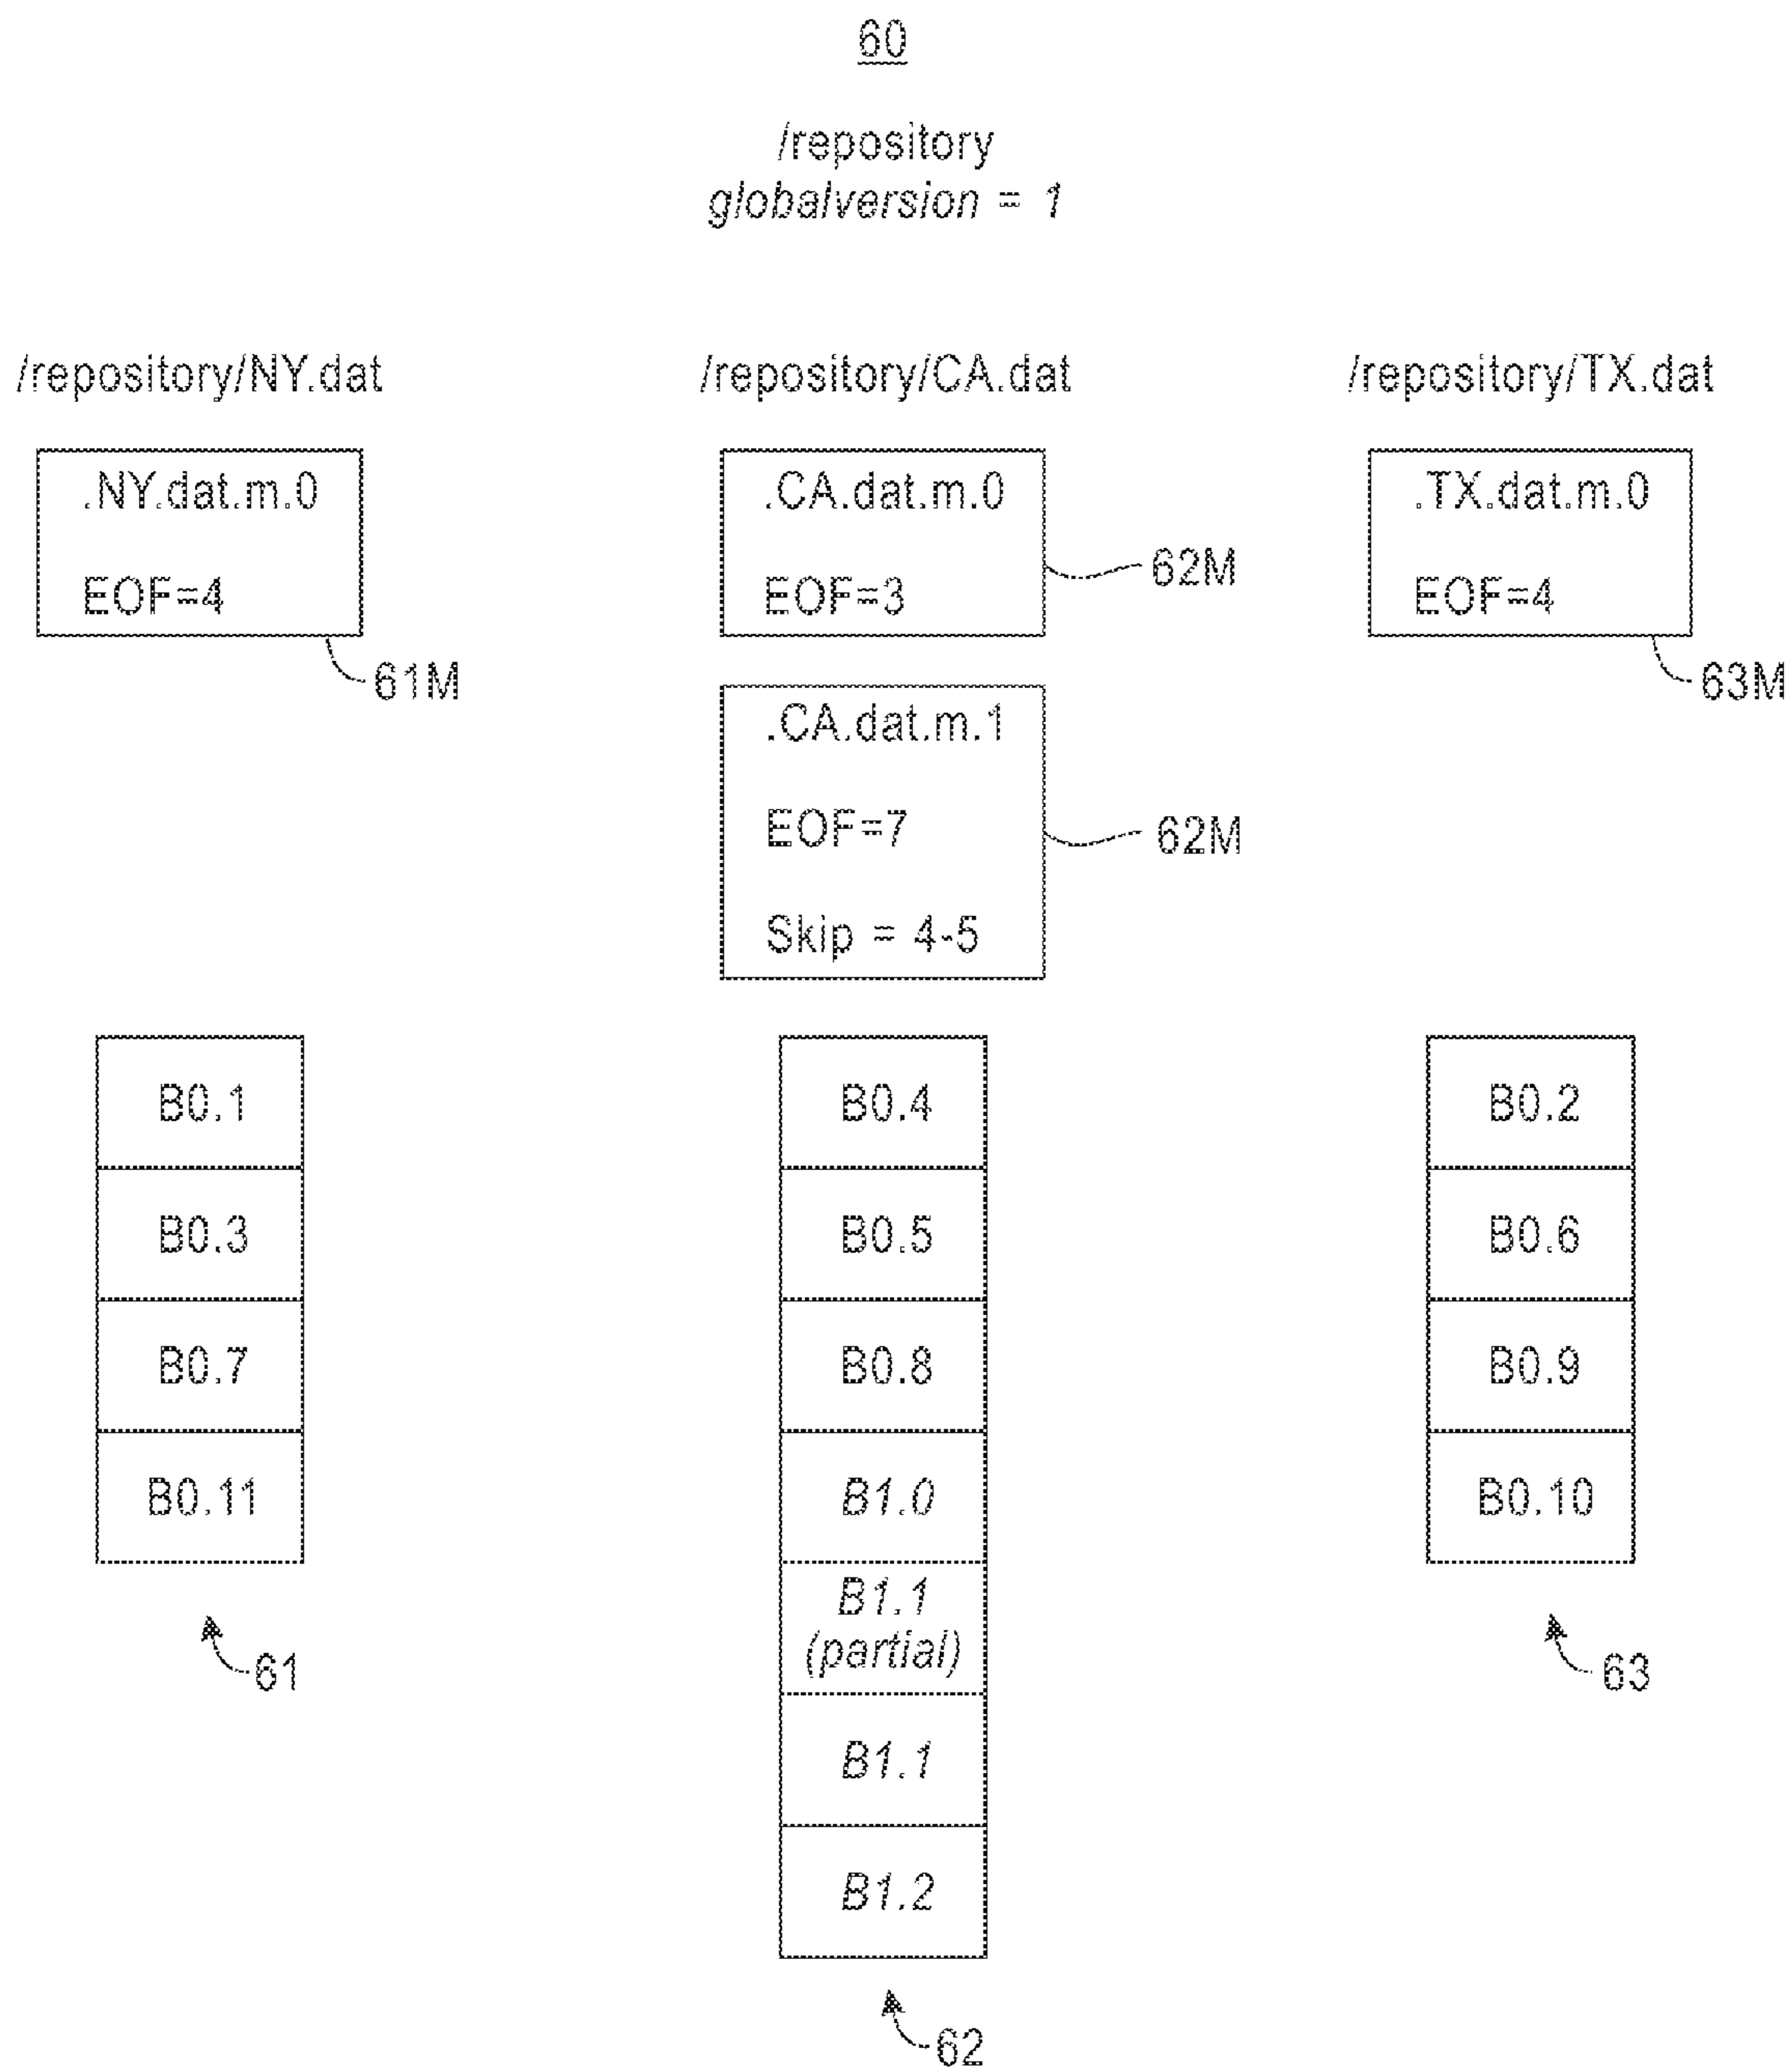 60
/repository
globalversion = 1
/repository/NY.dat
/repository/CA.dat
/repository/TX.dat
.NY.dat.m.0
EOF=4
61M
.CA.dat.m.0
EOF=3
62M
.TX.dat.m.0
EOF=4
63M
.CA.dat.m.1
EOF=7
Skip = 4-5
62M
B0.1
B0.3
B0.7
B0.11
61
B0.4
B0.5
B0.8
B1.0
B1.1
(partial)
B1.1
B1.2
62
B0.2
B0.6
B0.9
B0.10
63